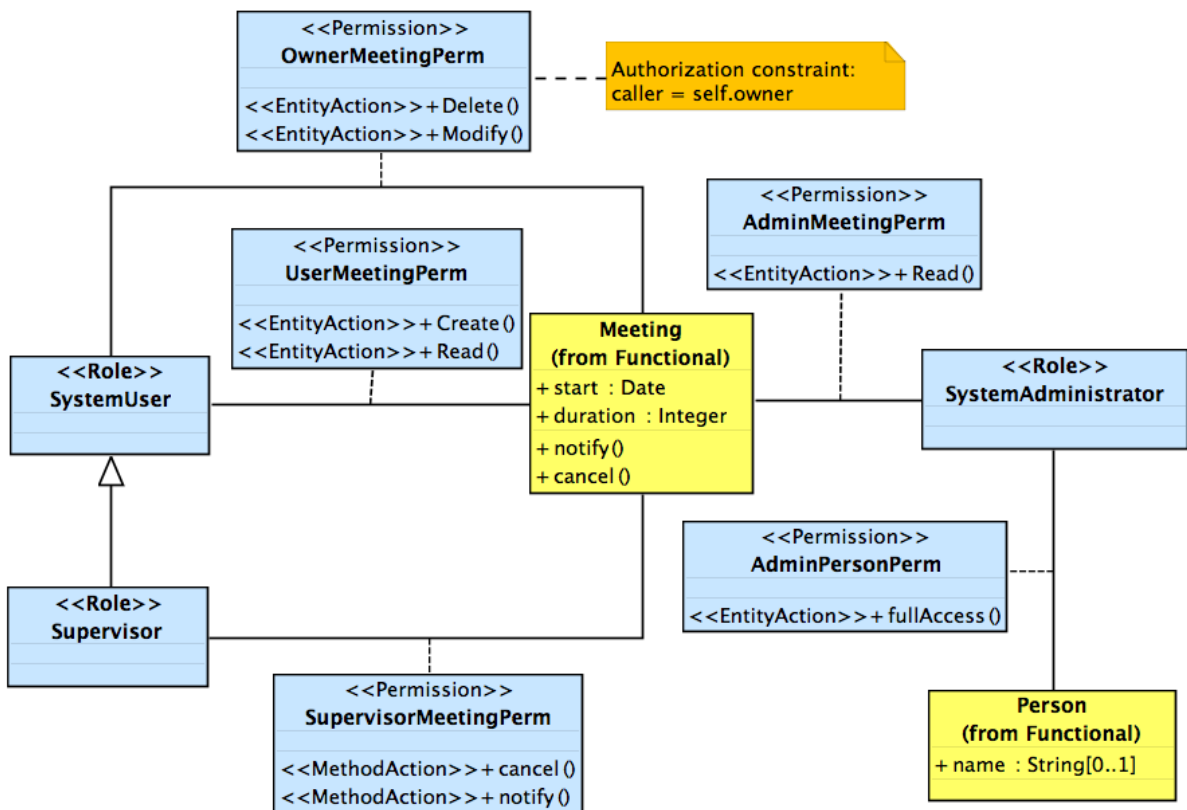 <<Permission>>
OwnerMeetingPerm
<<EntityAction>>+Delete()
<<EntityAction>>+Modify()
Authorization constraint:
caller = self.owner
<<Permission>>
UserMeetingPerm
<<EntityAction>>+Create()
<<EntityAction>>+Read()
<<Permission>>
AdminMeetingPerm
<<EntityAction>>+Read()
<<Role>>
SystemUser
Meeting
(from Functional)
+ start : Date
+ duration : Integer
+ notify()
+ cancel()
<<Role>>
SystemAdministrator
<<Permission>>
AdminPersonPerm
<<EntityAction>>+fullAccess()
<<Role>>
Supervisor
<<Permission>>
SupervisorMeetingPerm
<<MethodAction>>+cancel()
<<MethodAction>>+notify()
Person
(from Functional)
+ name : String[0..1]